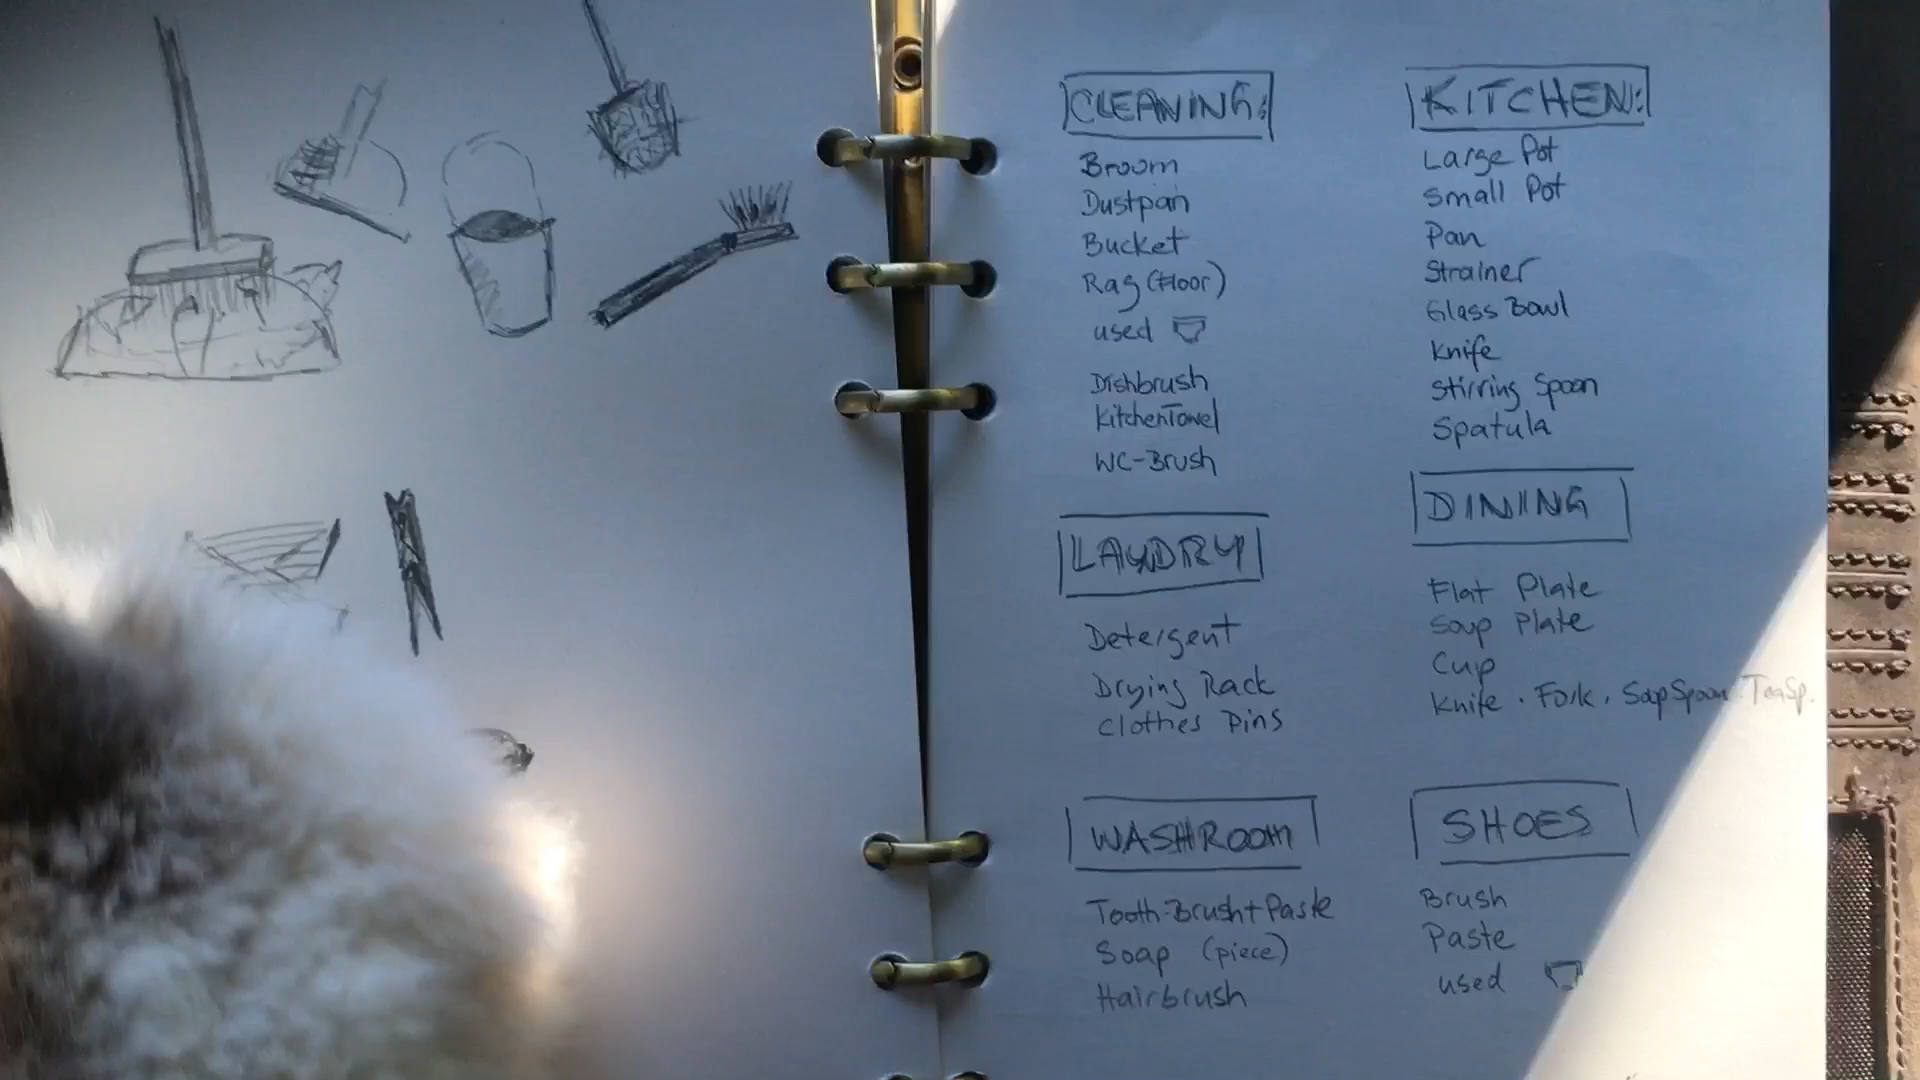 CLEANING:
Broom
Dustpan
Bucket
Rag (Floor)
used
Dishbrush
KitchenTowel
WC-Brush
LAUDRY
Detergent
Drying Rack
Clothes Pins
WASHROOM
Tooth-Brush+Paste
Soap (piece)
Hairbrush
KITCHEN:
Large Pot
Small Pot
Pan
Strainer
Glass Bowl
Knife
Stirring Spoon
Spatula
DINING
Flat Plate
Soup Plate
Cup
Knife . Fork . SoupSpoon . TeaSp.
SHOES
Brush
Paste
used